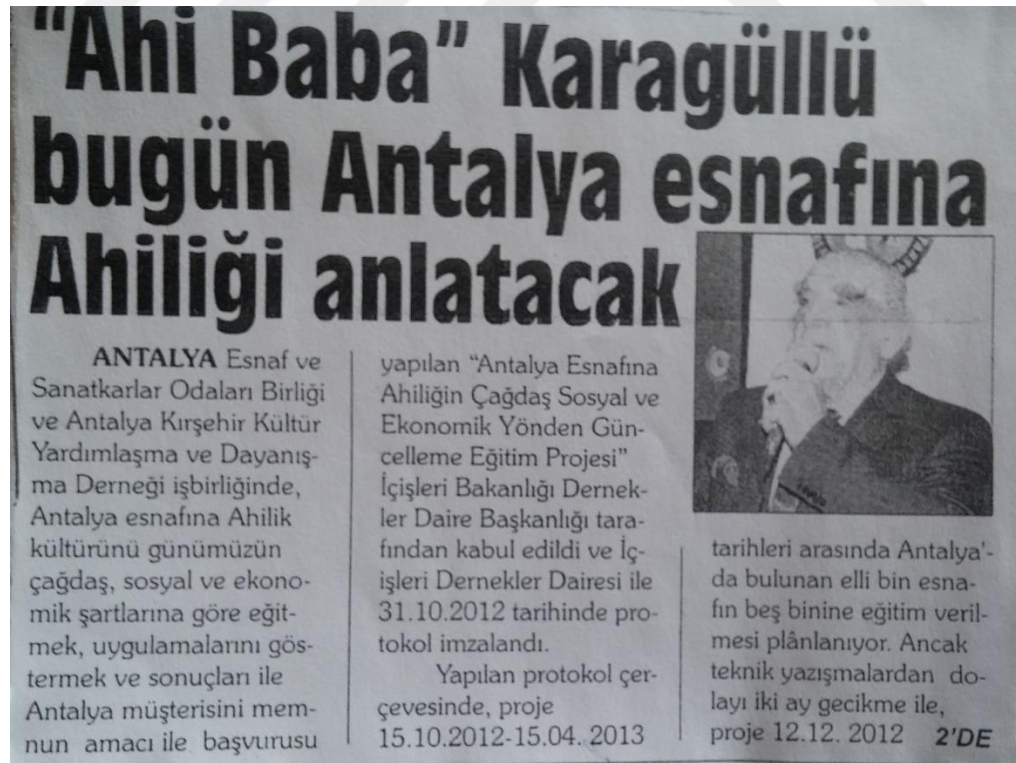 "Ahi Baba" Karagüllü
bugün Antalya esnafına
Ahiliği anlatacak
ANTALYA Esnaf ve
Sanatkarlar Odaları Birliği
ve Antalya Kırşehir Kültür
Yardımlaşma ve Dayanış-
ma Derneği işbirliğinde,
Antalya esnafına Ahilik
kültürünü günümüzün
çağdaş, sosyal ve ekono-
mik şartlarına göre eğit-
mek, uygulamalarını gös-
termek ve sonuçları ile
Antalya müşterisini mem-
nun amacı ile başvurusu
yapılan "Antalya Esnafına
Ahiliğin Çağdaş Sosyal ve
Ekonomik Yönden Gün-
celleme Eğitim Projesi"
İçişleri Bakanlığı Dernek-
ler Daire Başkanlığı tara-
fından kabul edildi ve İç-
işleri Dernekler Dairesi ile
31.10.2012 tarihinde pro-
tokol imzalandı.
Yapılan protokol çer-
çevesinde, proje
15.10.2012-15.04. 2013
tarihleri arasında Antalya'-
da bulunan elli bin esna-
fın beş binine eğitim veril-
mesi plânlanıyor. Ancak
teknik yazışmalardan do-
layı iki ay gecikme ile,
proje 12.12. 2012 2'DE